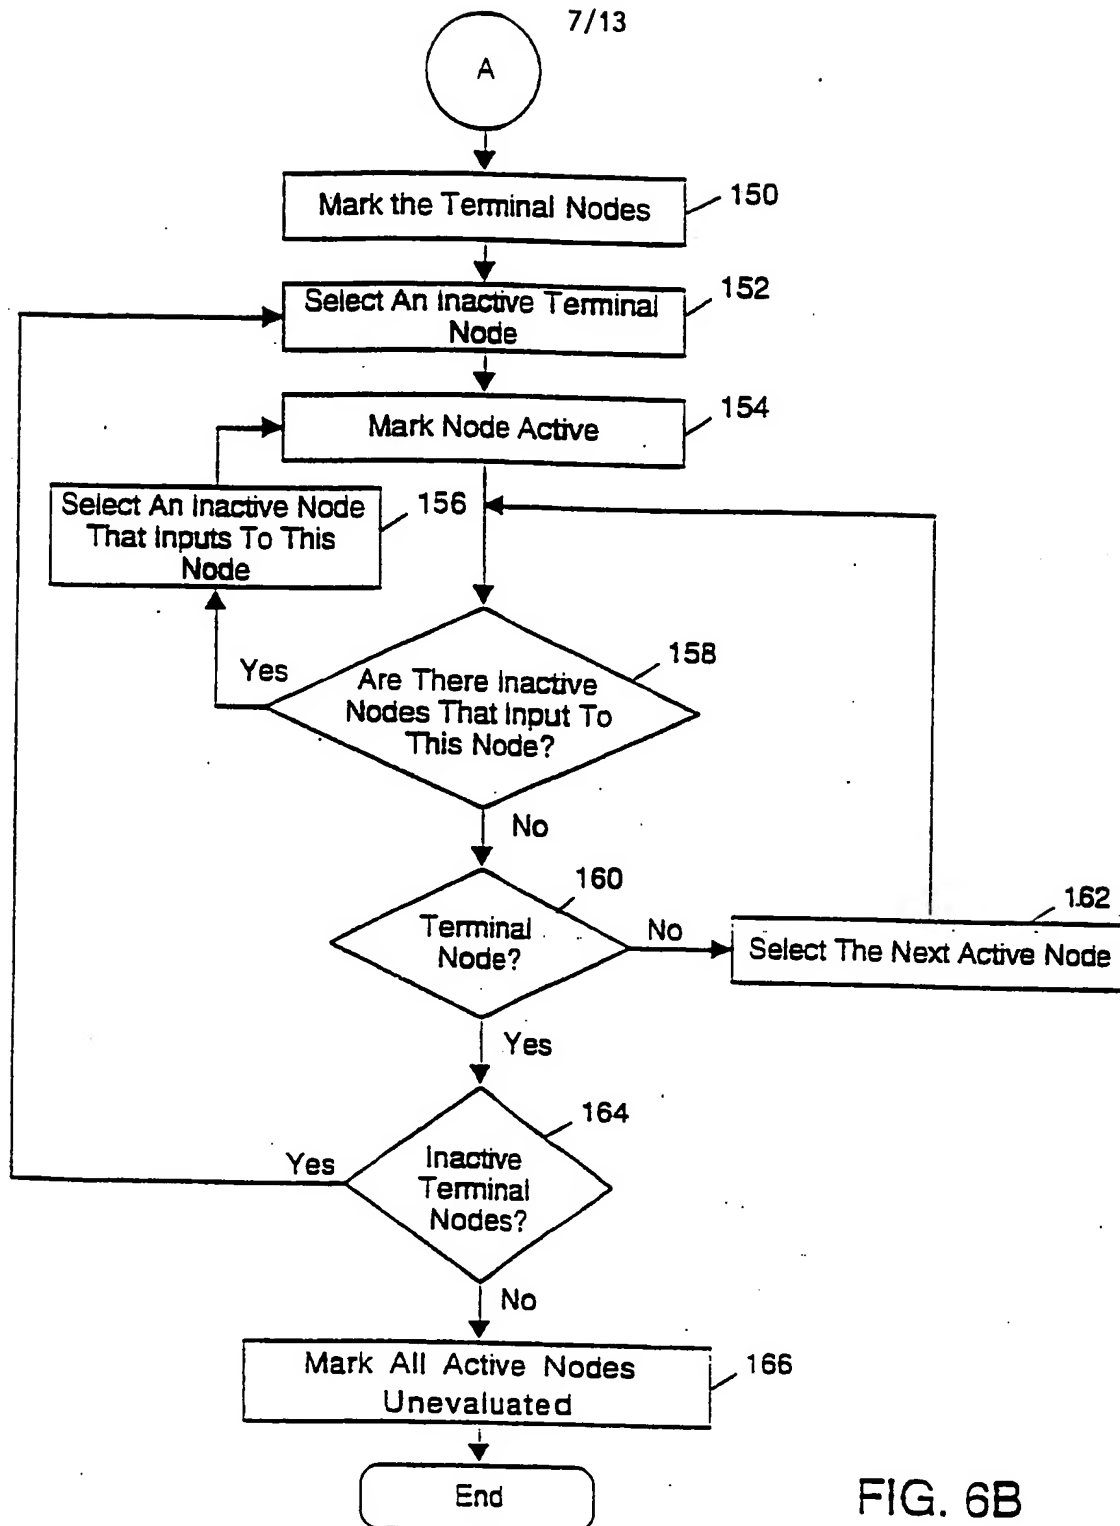 7/13
A
Mark the Terminal Nodes
150
Select An Inactive Terminal
Node
152
Mark Node Active
154
Select An Inactive Node
That Inputs To This
Node
156
Are There Inactive
Nodes That Input To
This Node?
158
Yes
No
Terminal
Node?
160
No
Select The Next Active Node
162
Yes
Inactive
Terminal
Nodes?
164
Yes
No
Mark All Active Nodes
Unevaluated
166
End
FIG. 6B